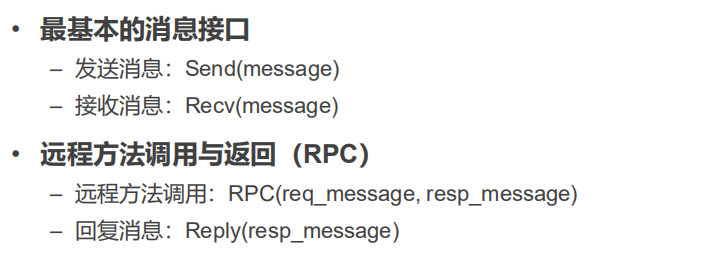 • 最基本的消息接口
– 发送消息：Send(message)
– 接收消息：Recv(message)
• 远程方法调用与返回（RPC）
– 远程方法调用：RPC(req_message, resp_message)
– 回复消息：Reply(resp_message)